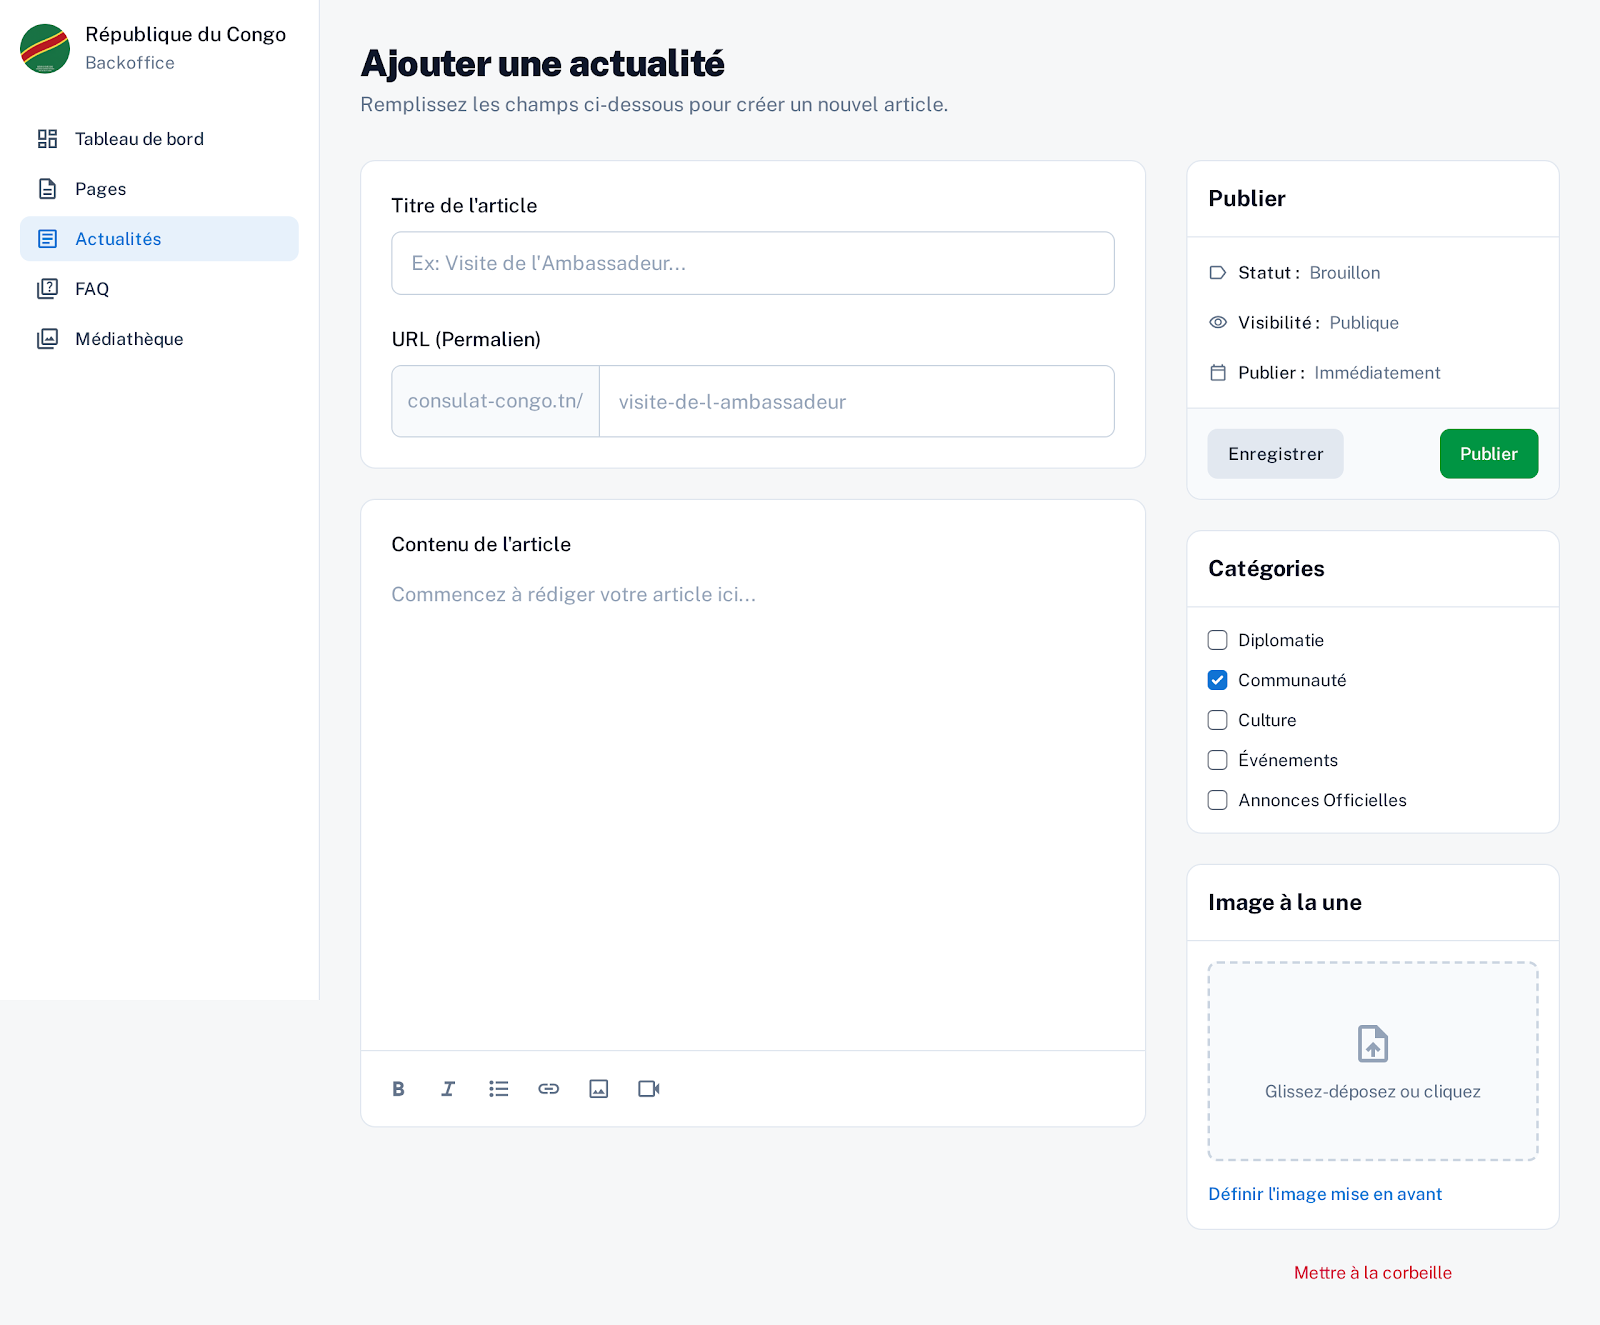 République du Congo
Backoffice
Tableau de bord
Pages
Actualités
FAQ
Médiathèque
Ajouter une actualité
Remplissez les champs ci-dessous pour créer un nouvel article.
Titre de l'article
Ex: Visite de l'Ambassadeur...
URL (Permalien)
consulat-congo.tn/ visite-de-l-ambassadeur
Contenu de l'article
Commencez à rédiger votre article ici...
Publier
Statut : Brouillon
Visibilité : Publique
Publier : Immédiatement
Enregistrer Publier
Catégories
Diplomatie
Communauté
Culture
Événements
Annonces Officielles
Image à la une
Glissez-déposez ou cliquez
Définir l'image mise en avant
Mettre à la corbeille